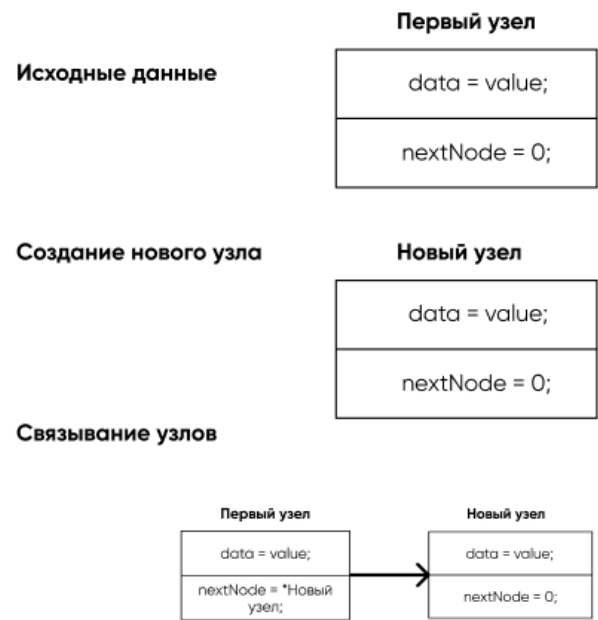 Первый узел
Исходные данные
data = value;
nextNode = 0;
Создание нового узла
Новый узел
data = value;
nextNode = 0;
Связывание узлов
Первый узел
Новый узел
data = value;
data = value;
nextNode = *Новый
узел;
nextNode = 0;